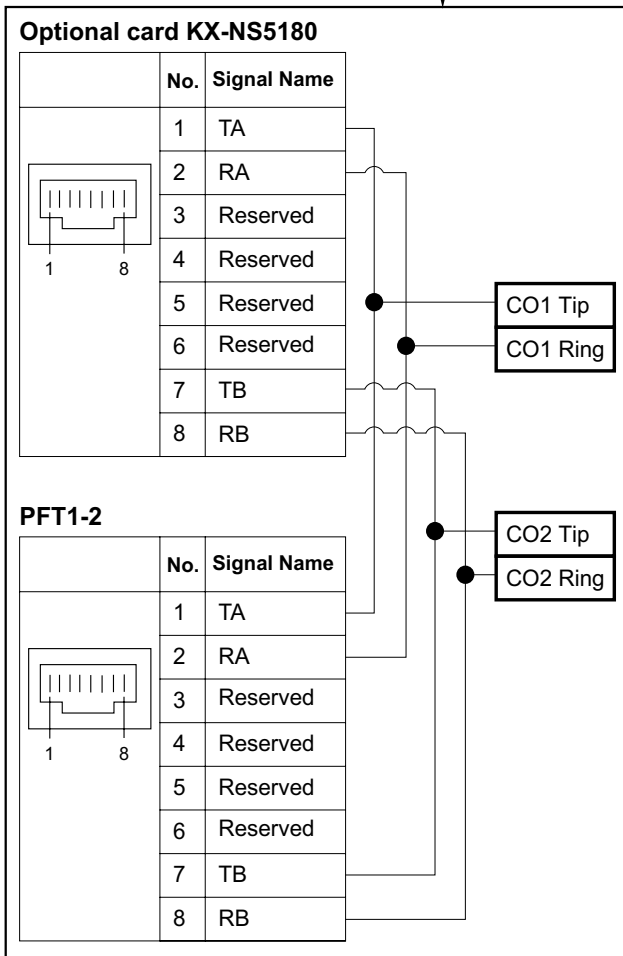 Optional card KX-NS5180
No. Signal Name
1 TA
2 RA
3 Reserved
4 Reserved
5 Reserved
6 Reserved
7 TB
8 RB
1 8
CO1 Tip
CO1 Ring
PFT1-2
No. Signal Name
1 TA
2 RA
3 Reserved
4 Reserved
5 Reserved
6 Reserved
7 TB
8 RB
1 8
CO2 Tip
CO2 Ring